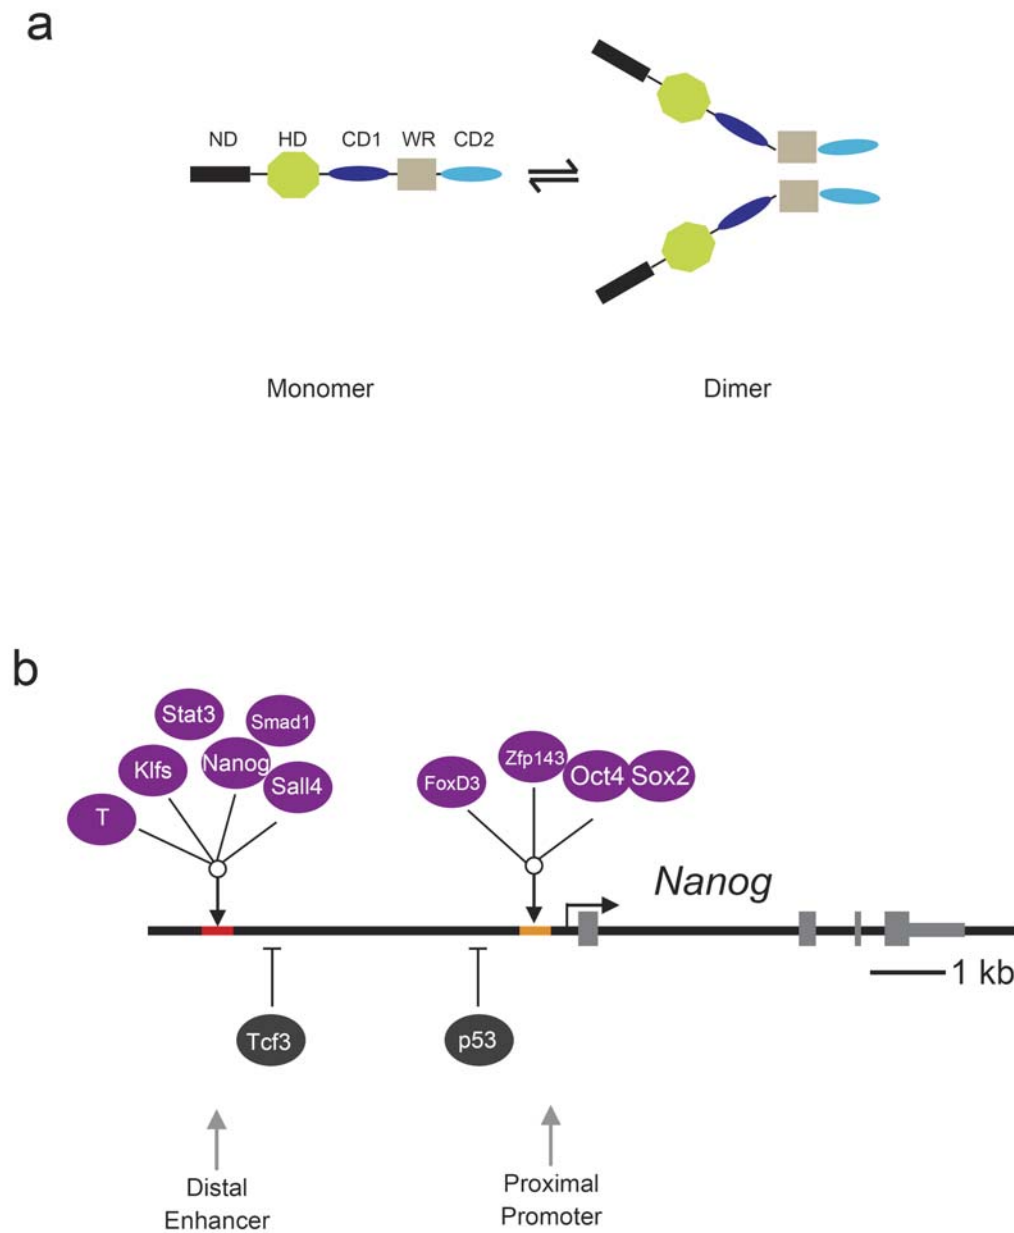 a
ND HD CD1 WR CD2
Monomer Dimer
b
Stat3
Smad1
Klfs
Nanog
Sall4
T
FoxD3
Zfp143
Oct4
Sox2
Nanog
1 kb
Tcf3
p53
Distal
Enhancer
Proximal
Promoter